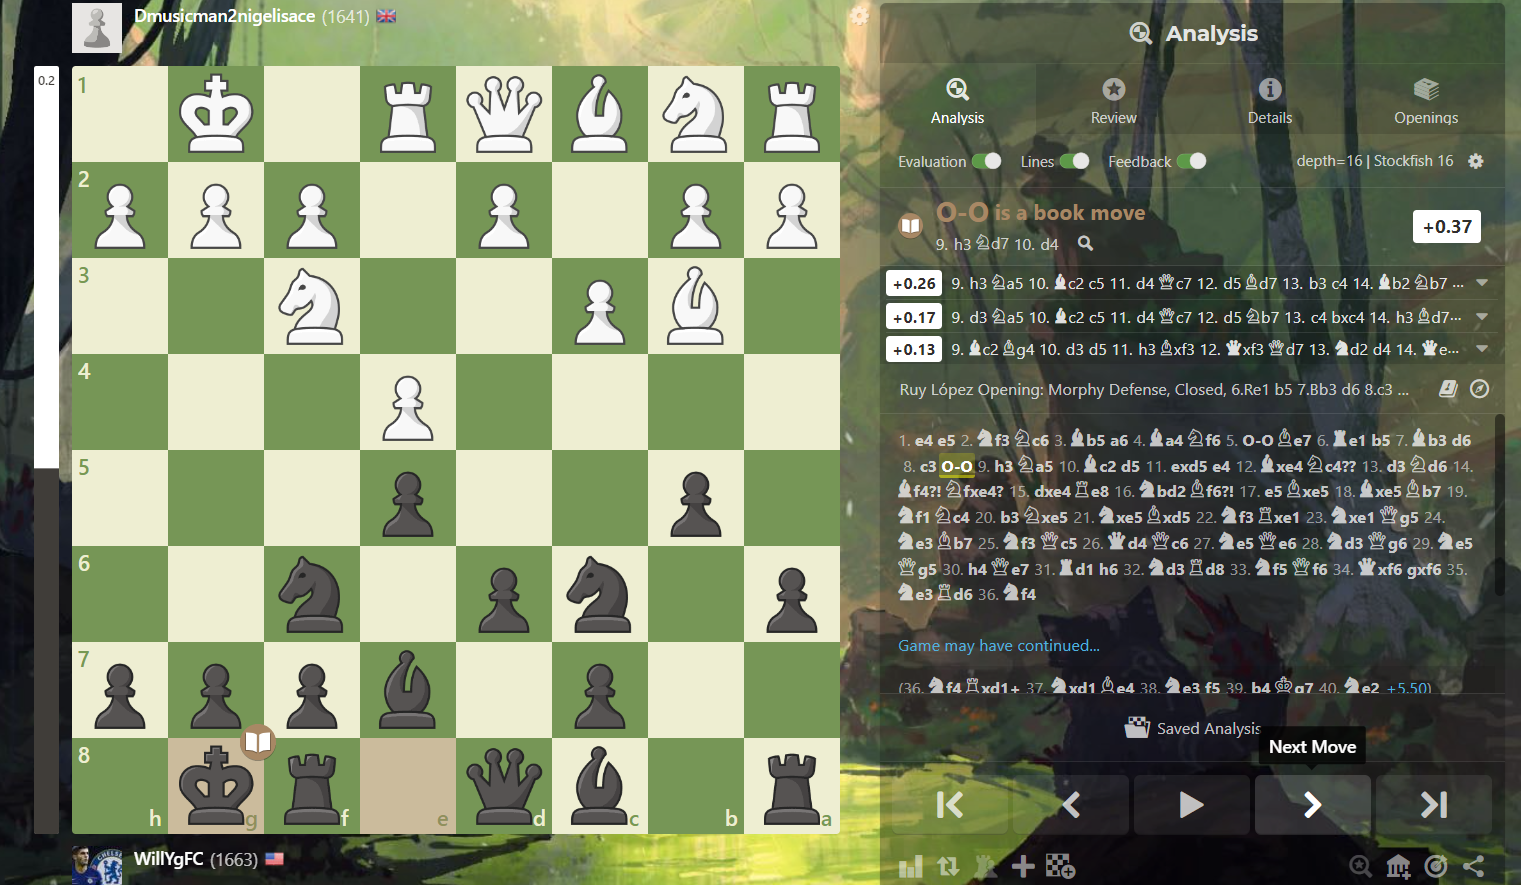 Dmusicman2nigelisace (1641)
0.2
1
2
3
4
5
6
7
8
h g f e d c b a
WillYgFC (1663)
Analysis
Analysis Review Details Openings
Evaluation Lines Feedback depth=16 | Stockfish 16
O-O is a book move
9. h3 ♘d7 10. d4
+0.37
+0.26 9. h3 ♘a5 10. ♝c2 c5 11. d4 ♕c7 12. d5 ♗d7 13. b3 c4 14. ♝b2 ♘b7 ...
+0.17 9. d3 ♘a5 10. ♝c2 c5 11. d4 ♕c7 12. d5 ♘b7 13. c4 bxc4 14. h3 ♗d7...
+0.13 9. ♝c2 ♗g4 10. d3 d5 11. h3 ♗xf3 12. ♛xf3 ♕d7 13. ♞d2 d4 14. ♛e...
Ruy López Opening: Morphy Defense, Closed, 6.Re1 b5 7.Bb3 d6 8.c3 ...
1. e4 e5 2. ♞f3 ♘c6 3. ♝b5 a6 4. ♝a4 ♘f6 5. O-O ♗e7 6. ♜e1 b5 7. ♝b3 d6
8. c3 O-O 9. h3 ♘a5 10. ♝c2 d5 11. exd5 e4 12. ♝xe4 ♘c4?? 13. d3 ♘d6 14.
♝f4?! ♘fxe4? 15. dxe4 ♖e8 16. ♞bd2 ♗f6?! 17. e5 ♗xe5 18. ♝xe5 ♗b7 19.
♞f1 ♘c4 20. b3 ♘xe5 21. ♞xe5 ♗xd5 22. ♞f3 ♖xe1 23. ♞xe1 ♕g5 24.
♞e3 ♗b7 25. ♞f3 ♕c5 26. ♛d4 ♕c6 27. ♞e5 ♕e6 28. ♞d3 ♕g6 29. ♞e5
♕g5 30. h4 ♕e7 31. ♜d1 h6 32. ♞d3 ♖d8 33. ♞f5 ♕f6 34. ♛xf6 gxf6 35.
♞e3 ♖d6 36. ♞f4
Game may have continued...
(36. ♞f4 ♖xd1+ 37. ♞xd1 ♗e4 38. ♞e3 f5 39. b4 ♔g7 40. ♞e2 +5.50)
Saved Analysis
Next Move